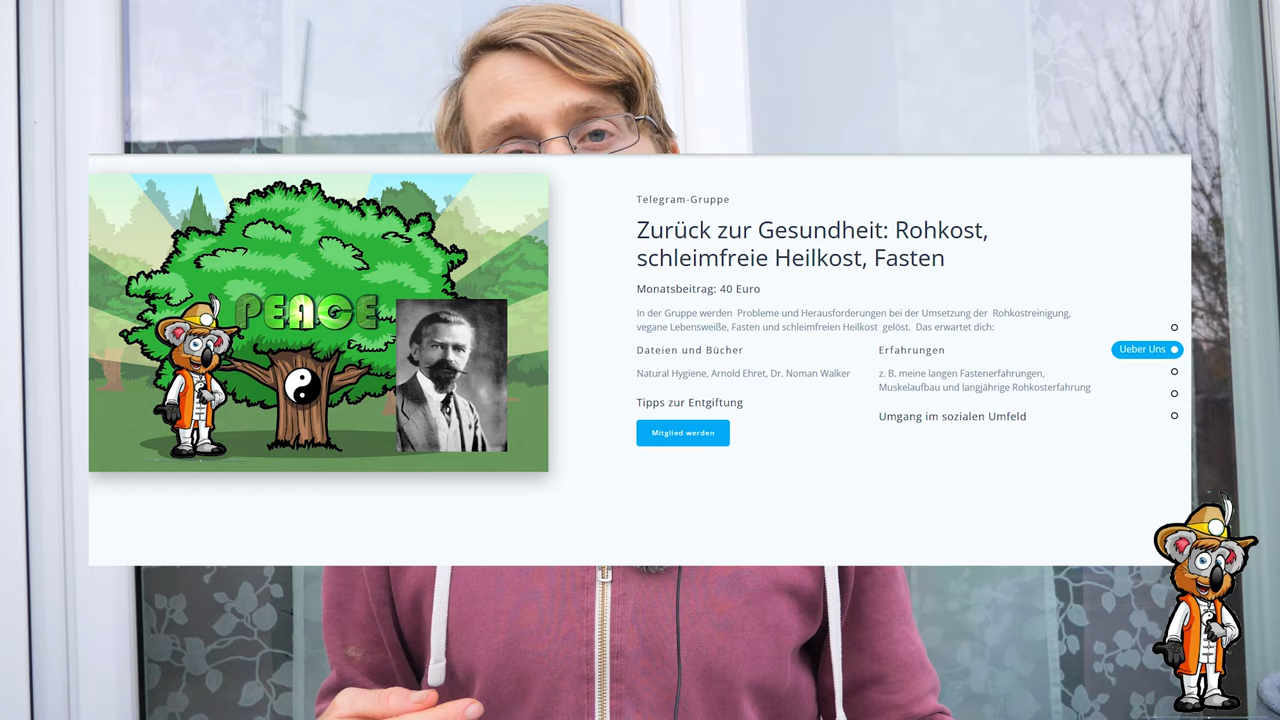 PEACE
Telegram-Gruppe
Zurück zur Gesundheit: Rohkost,
schleimfreie Heilkost, Fasten
Monatsbeitrag: 40 Euro
In der Gruppe werden Probleme und Herausforderungen bei der Umsetzung der Rohkostreinigung,
vegane Lebensweiße, Fasten und schleimfreien Heilkost gelöst. Das erwartet dich:
Dateien und Bücher
Natural Hygiene, Arnold Ehret, Dr. Noman Walker
Tipps zur Entgiftung
Mitglied werden
Erfahrungen
z. B. meine langen Fastenerfahrungen,
Muskelaufbau und langjährige Rohkosterfahrung
Umgang im sozialen Umfeld
Ueber Uns